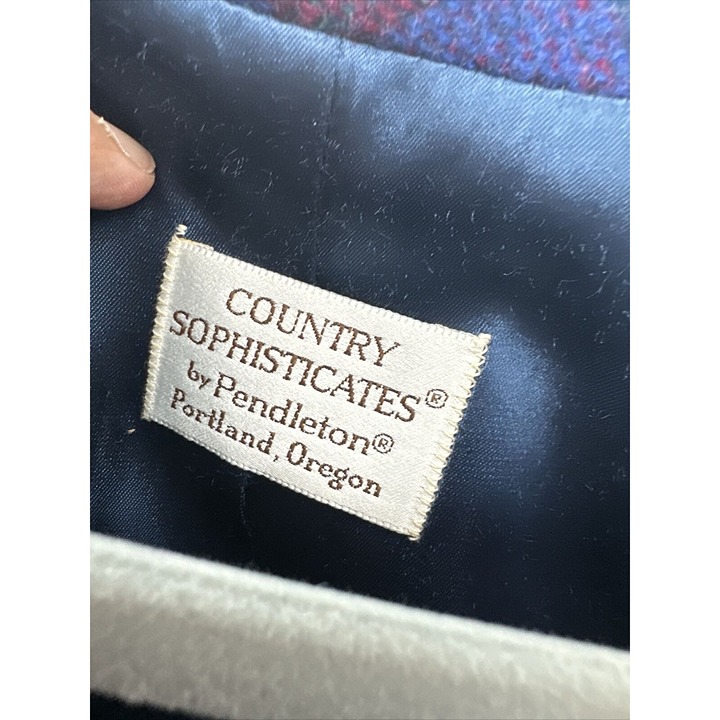 COUNTRY
SOPHISTICATES®
by Pendleton®
Portland, Oregon